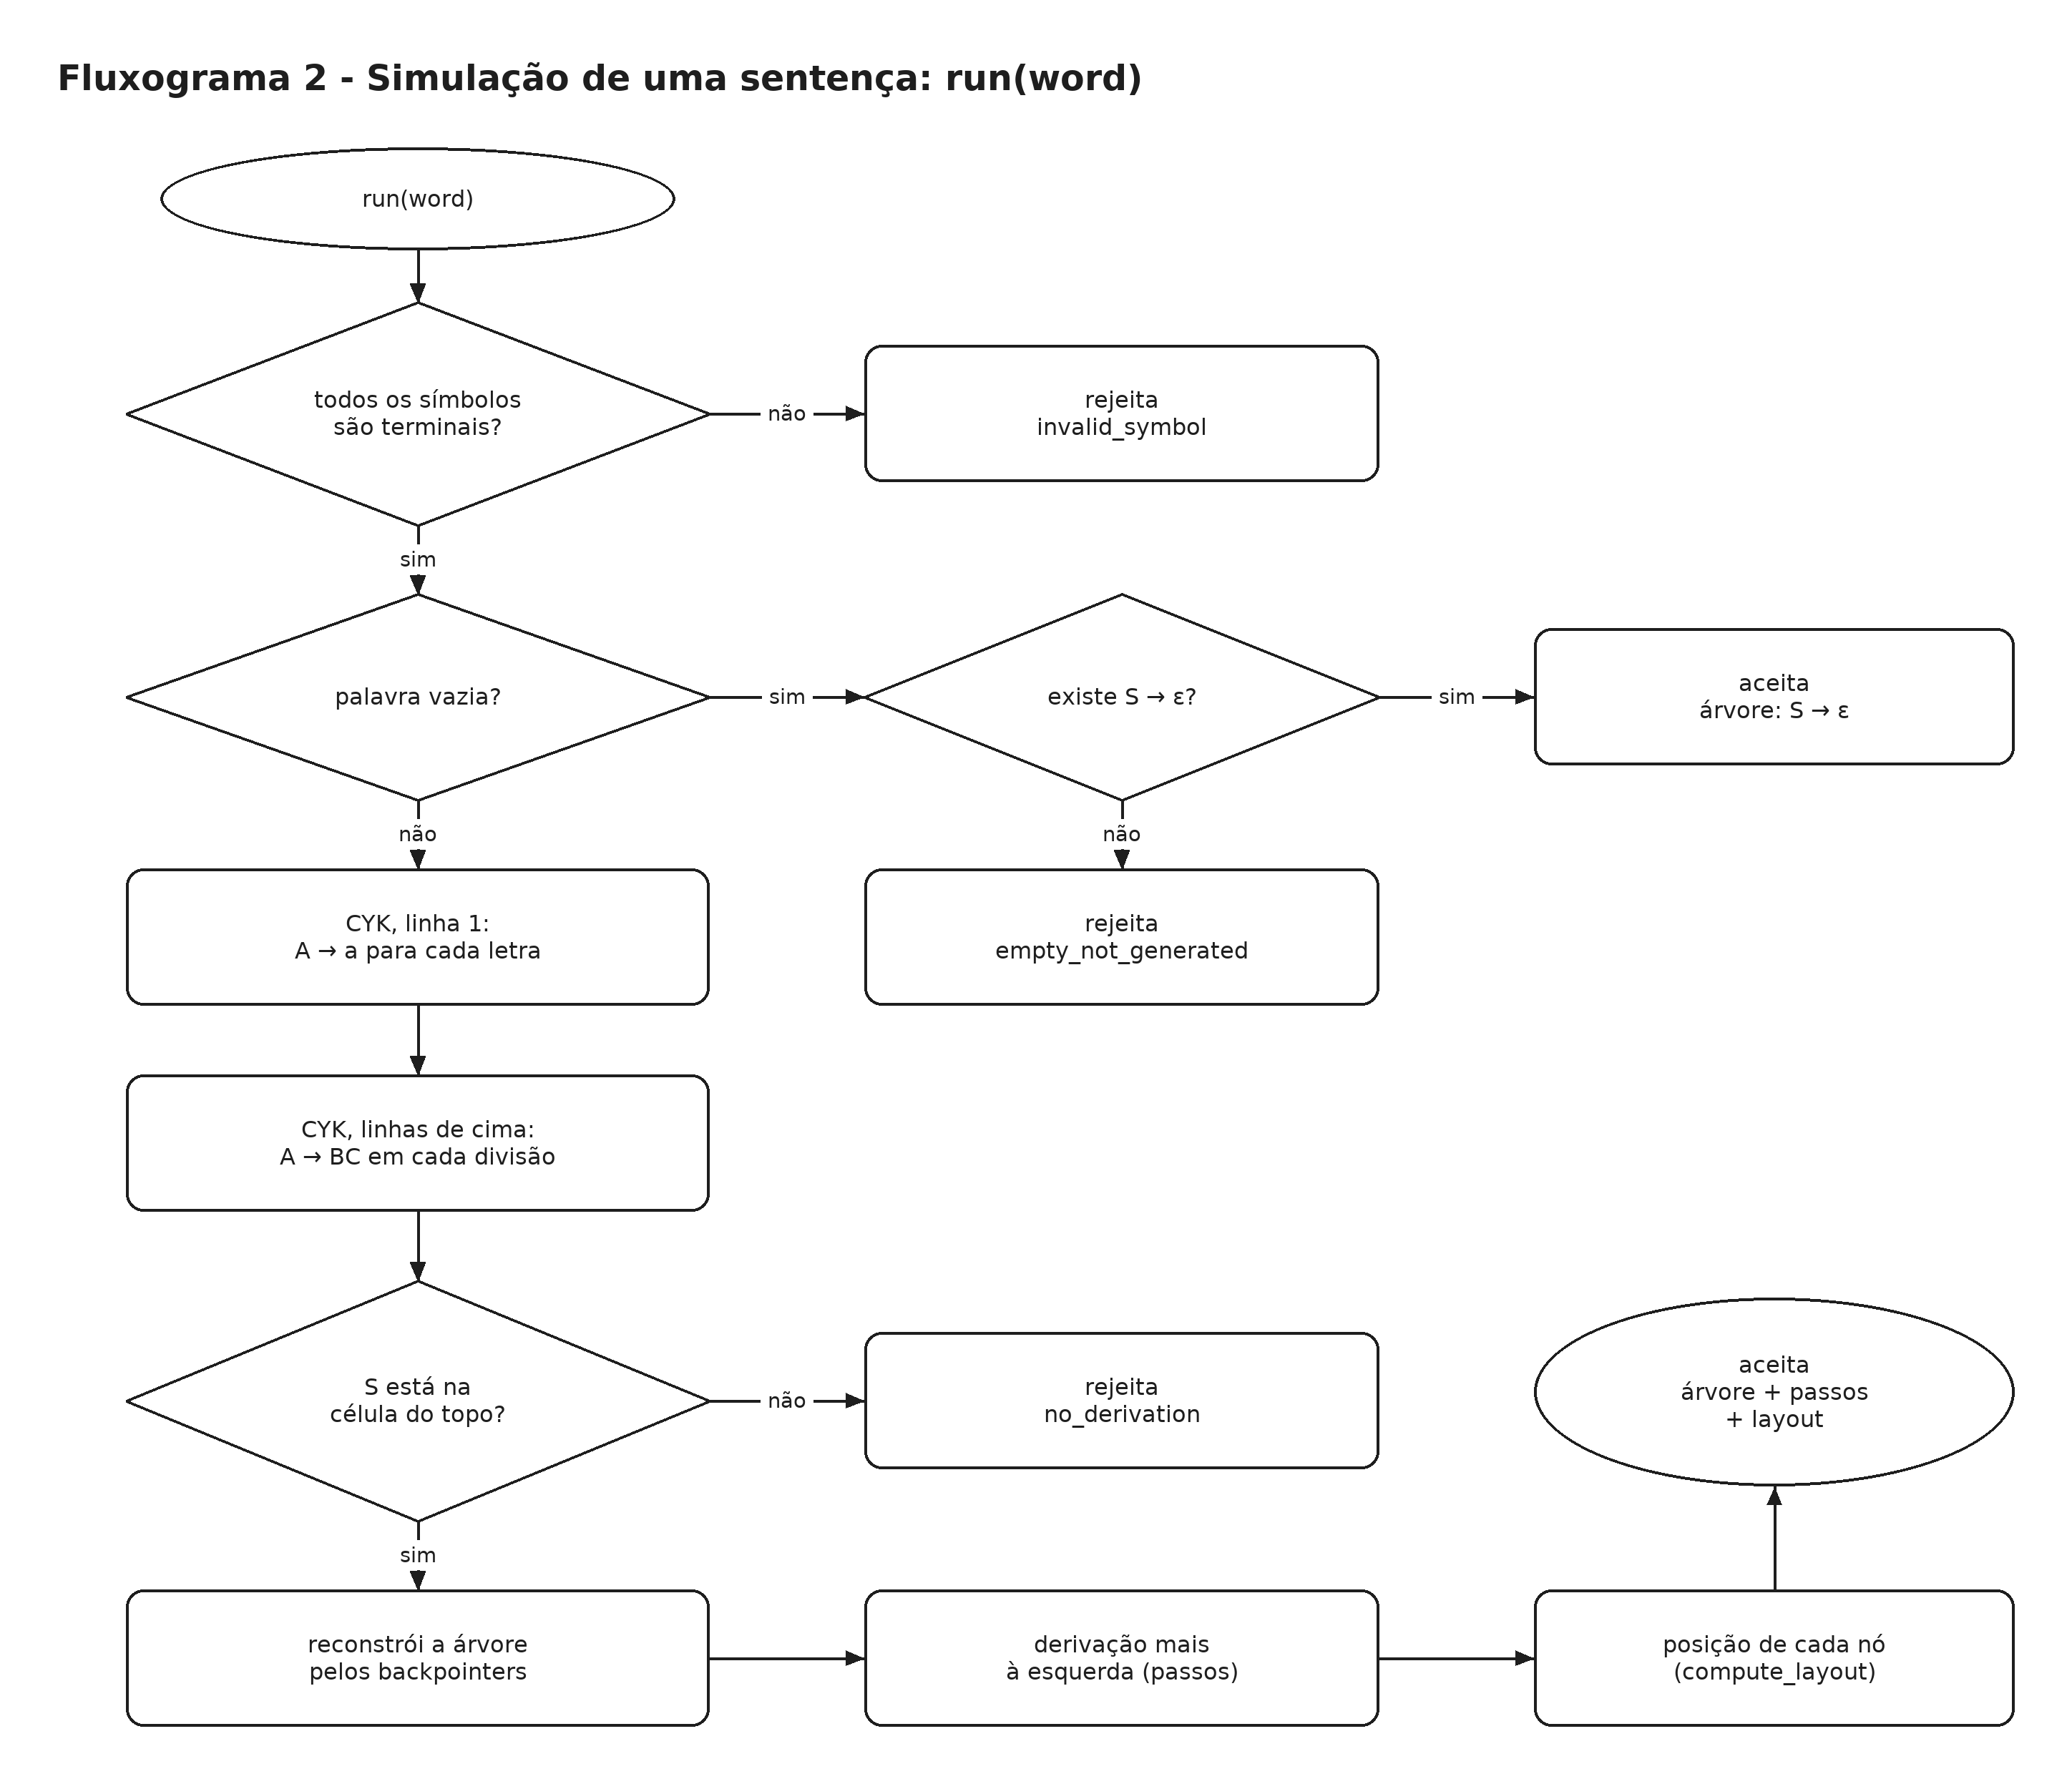 Fluxograma 2 - Simulação de uma sentença: run(word)
run(word)
todos os símbolos
são terminais?
não
rejeita
invalid_symbol
sim
palavra vazia?
sim
existe S → ε?
sim
aceita
árvore: S → ε
não
não
CYK, linha 1:
A → a para cada letra
rejeita
empty_not_generated
CYK, linhas de cima:
A → BC em cada divisão
S está na
célula do topo?
não
rejeita
no_derivation
aceita
árvore + passos
+ layout
sim
reconstrói a árvore
pelos backpointers
derivação mais
à esquerda (passos)
posição de cada nó
(compute_layout)